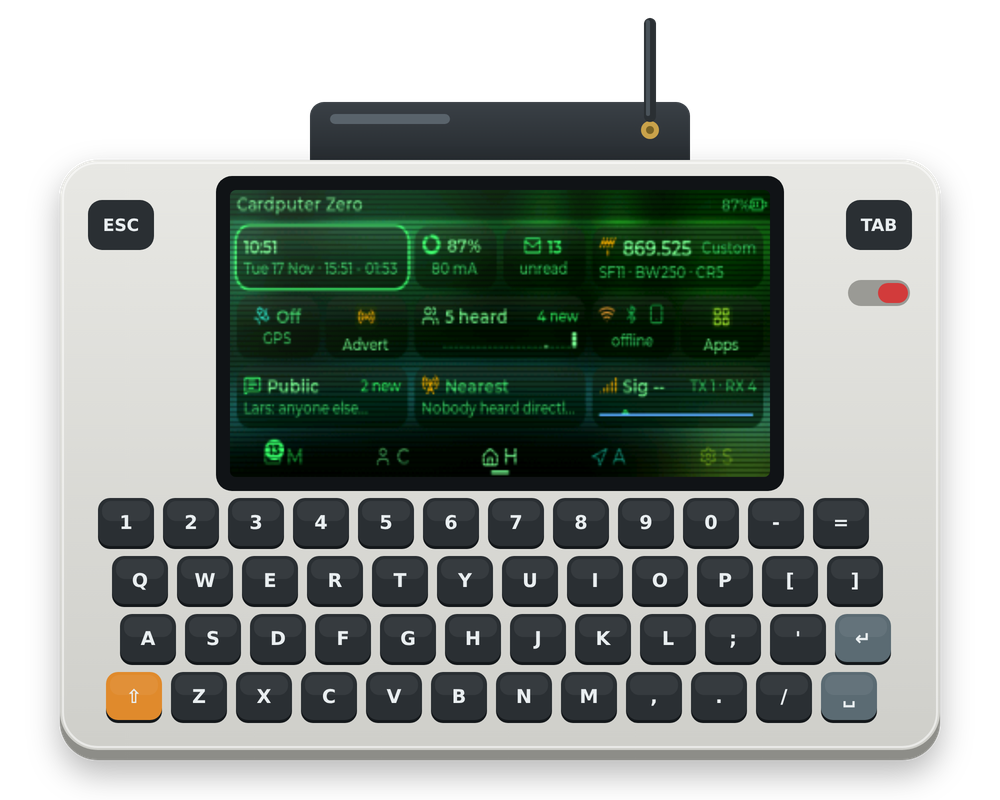 ESC
TAB
Cardputer Zero
87%
10:51
Tue 17 Nov · 15:51 - 01:53
87%
80 mA
13
unread
869.525 Custom
SF11 · BW250 · CR5
Off
GPS
Advert
5 heard 4 new
offline
Apps
Public 2 new
Lars: anyone else...
Nearest
Nobody heard directl...
Sig -- TX 1 · RX 4
13 M
C
H
A
S
1 2 3 4 5 6 7 8 9 0 - =
Q W E R T Y U I O P [ ]
A S D F G H J K L ; ' ↵
⇧ Z X C V B N M , . / ␣